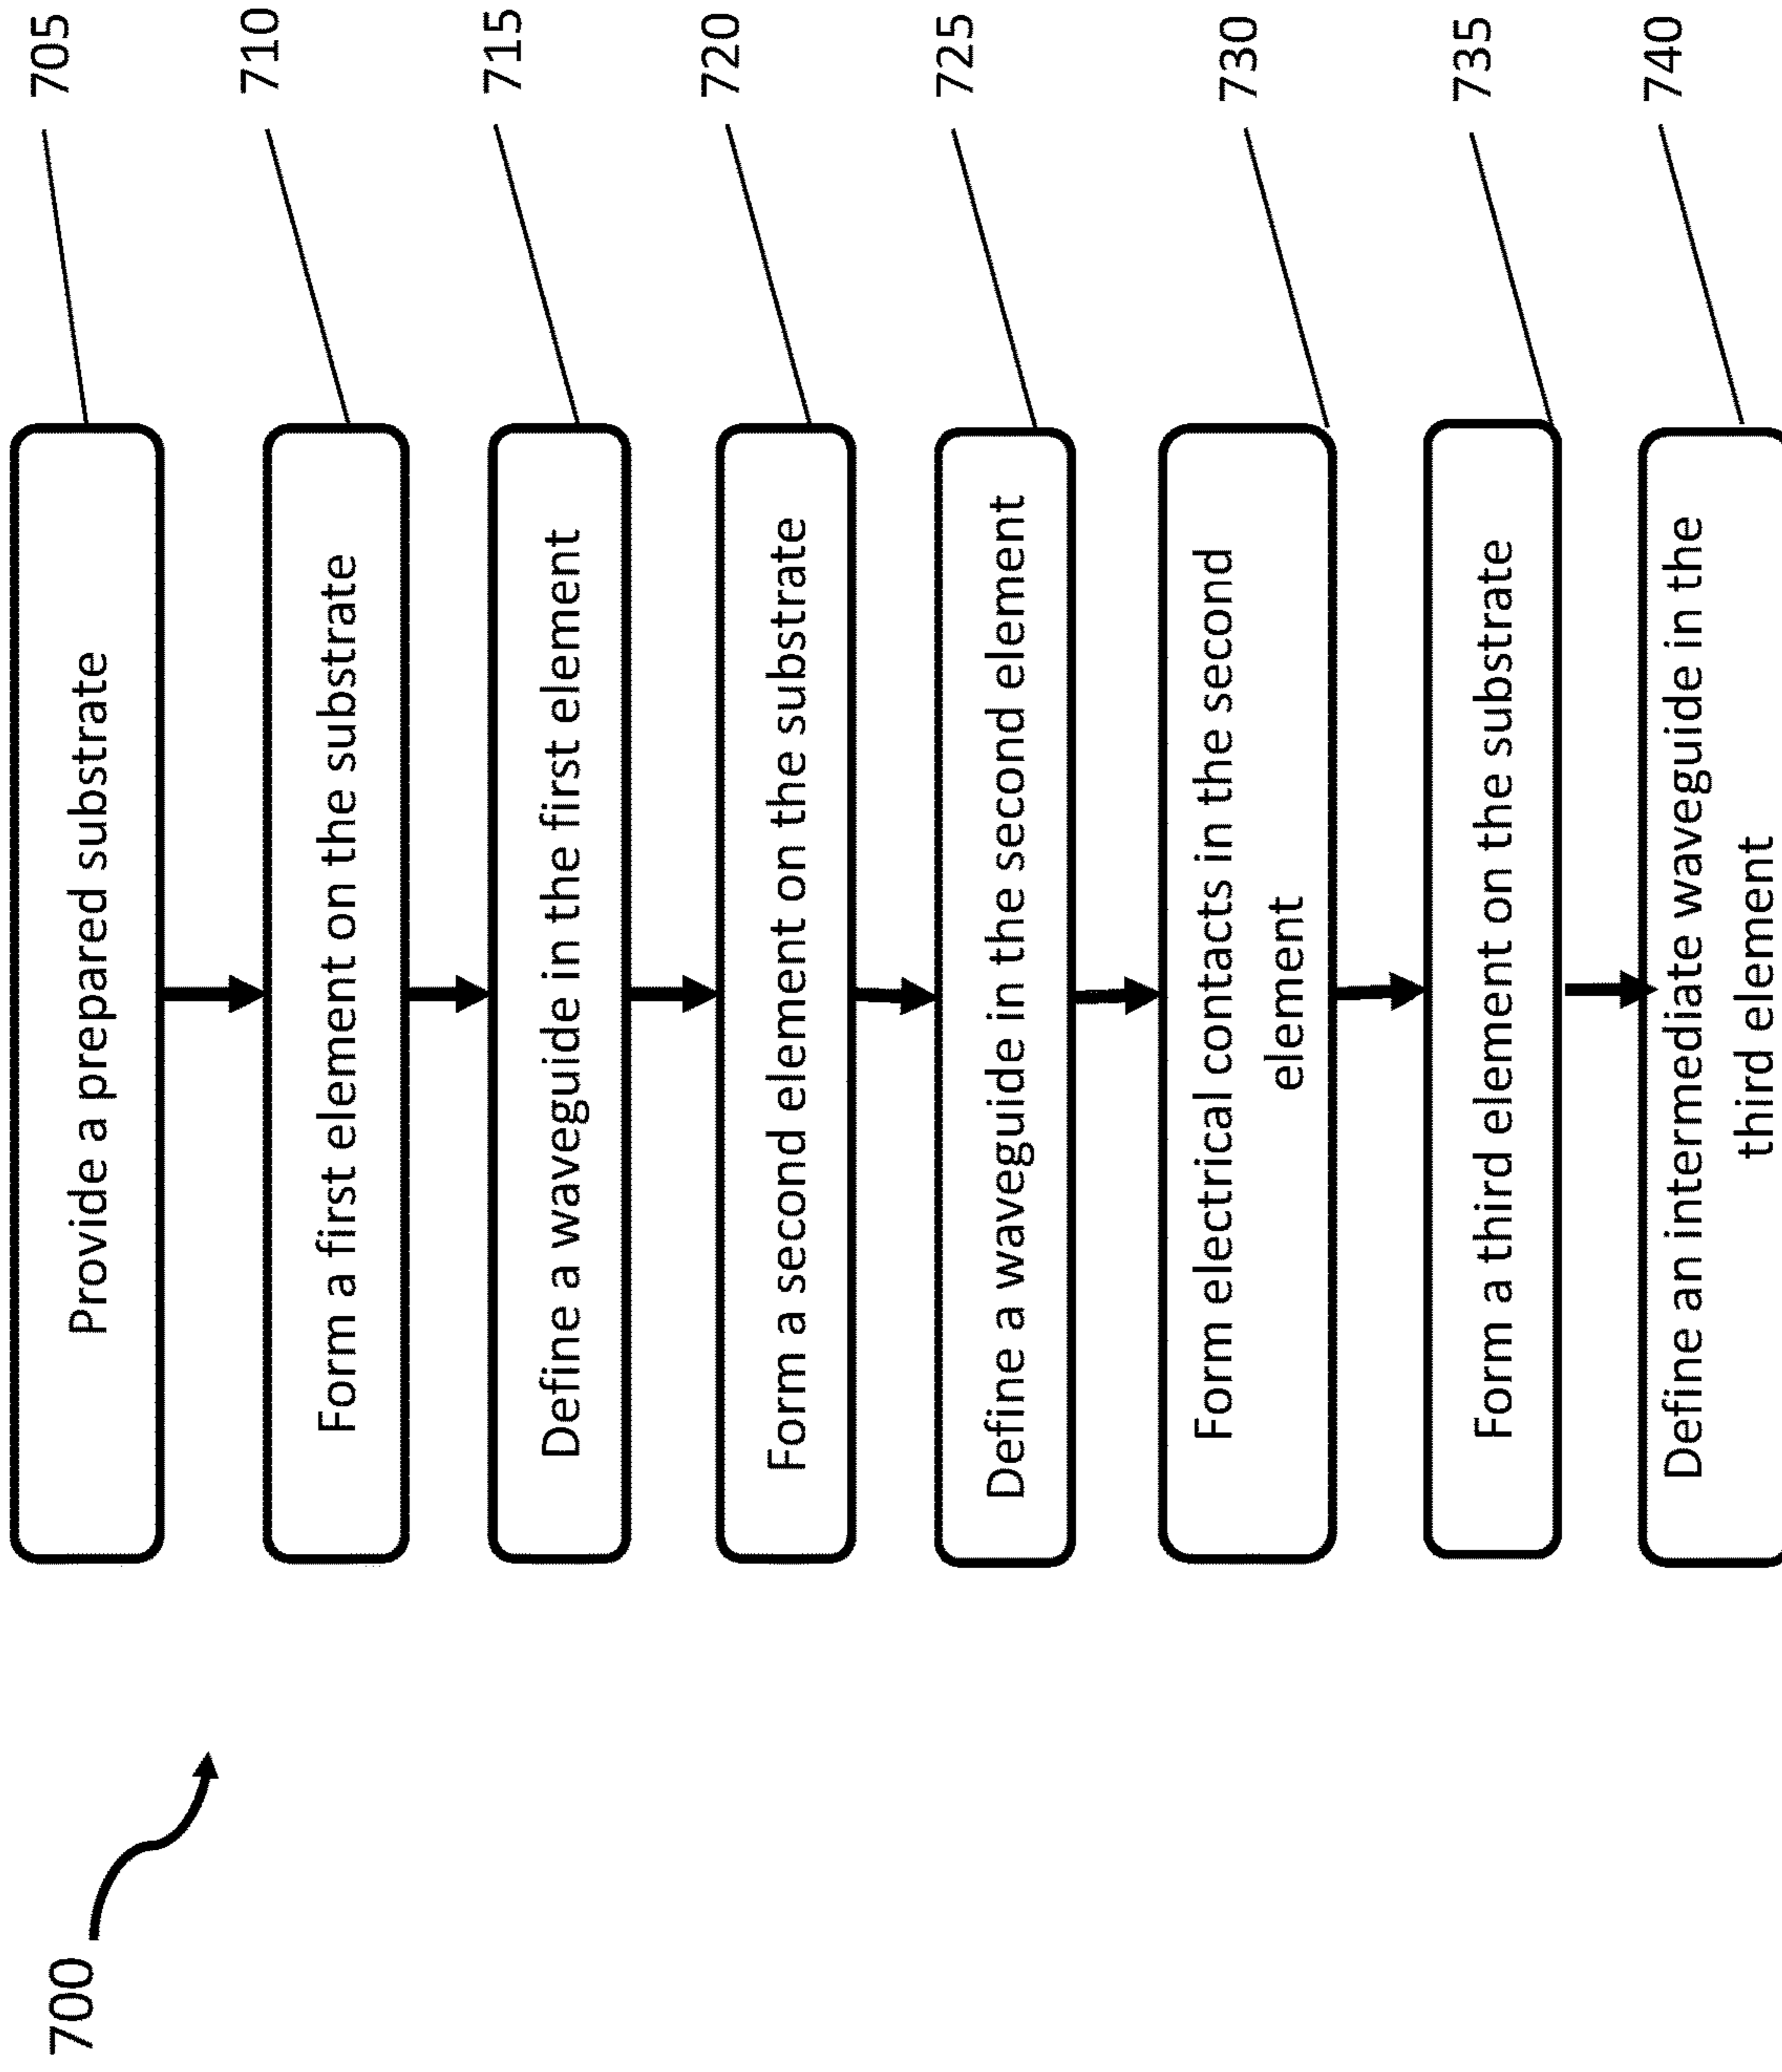 700
Provide a prepared substrate
705
Form a first element on the substrate
710
Define a waveguide in the first element
715
Form a second element on the substrate
720
Define a waveguide in the second element
725
Form electrical contacts in the second
element
730
Form a third element on the substrate
735
Define an intermediate waveguide in the
third element
740